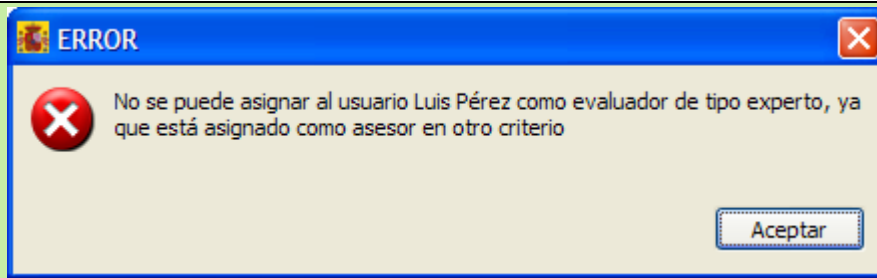 ERROR
No se puede asignar al usuario Luis Pérez como evaluador de tipo experto, ya
que está asignado como asesor en otro criterio
Aceptar